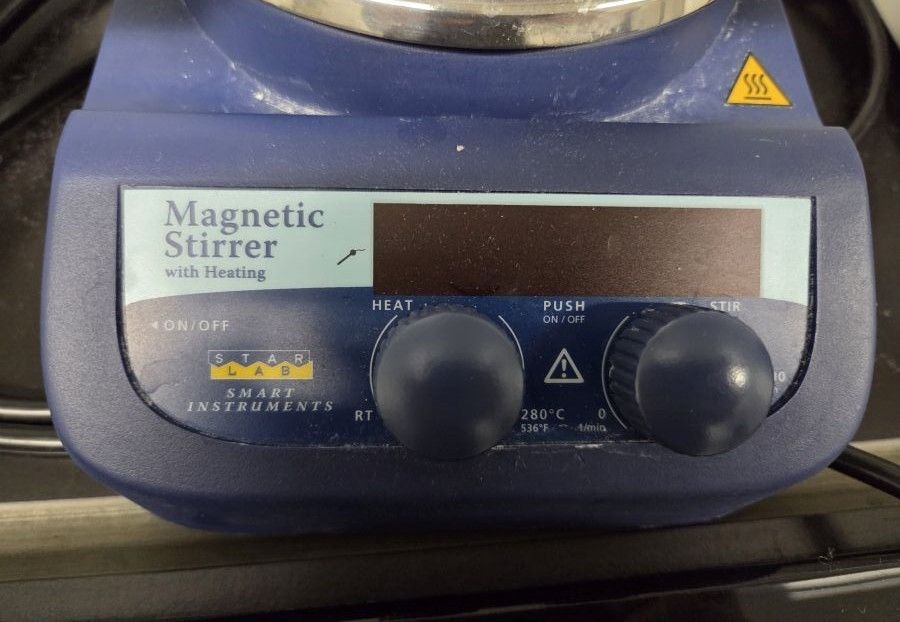 Magnetic
Stirrer
with Heating
HEAT
PUSH
ON / OFF
STIR
◂ ON/OFF
STAR
LAB
SMART
INSTRUMENTS
RT
280°C
536°F
0
1/min